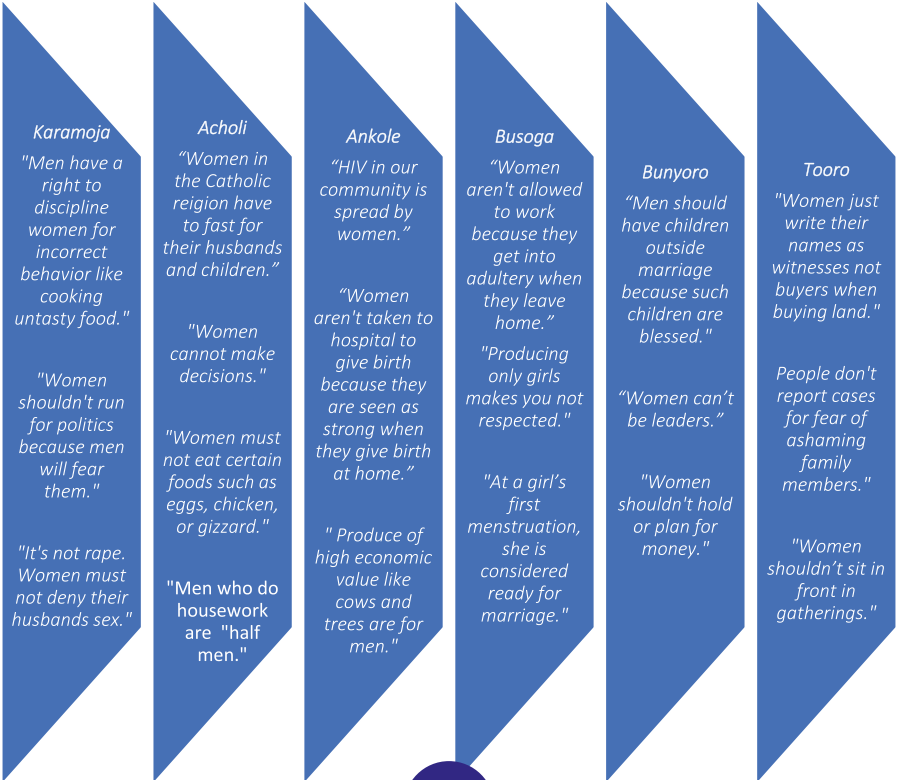 Karamoja
"Men have a
right to
discipline
women for
incorrect
behavior like
cooking
untasty food."
"Women
shouldn't run
for politics
because men
will fear
them."
"It's not rape.
Women must
not deny their
husbands sex."
Acholi
“Women in
the Catholic
reigion have
to fast for
their husbands
and children.”
"Women
cannot make
decisions."
"Women must
not eat certain
foods such as
eggs, chicken,
or gizzard."
"Men who do
housework
are "half
men."
Ankole
“HIV in our
community is
spread by
women.”
“Women
aren't taken to
hospital to
give birth
because they
are seen as
strong when
they give birth
at home.”
" Produce of
high economic
value like
cows and
trees are for
men."
Busoga
“Women
aren't allowed
to work
because they
get into
adultery when
they leave
home.”
"Producing
only girls
makes you not
respected."
"At a girl’s
first
menstruation,
she is
considered
ready for
marriage."
Bunyoro
“Men should
have children
outside
marriage
because such
children are
blessed."
“Women can’t
be leaders.”
"Women
shouldn't hold
or plan for
money."
Tooro
"Women just
write their
names as
witnesses not
buyers when
buying land."
People don't
report cases
for fear of
ashaming
family
members."
"Women
shouldn’t sit in
front in
gatherings."